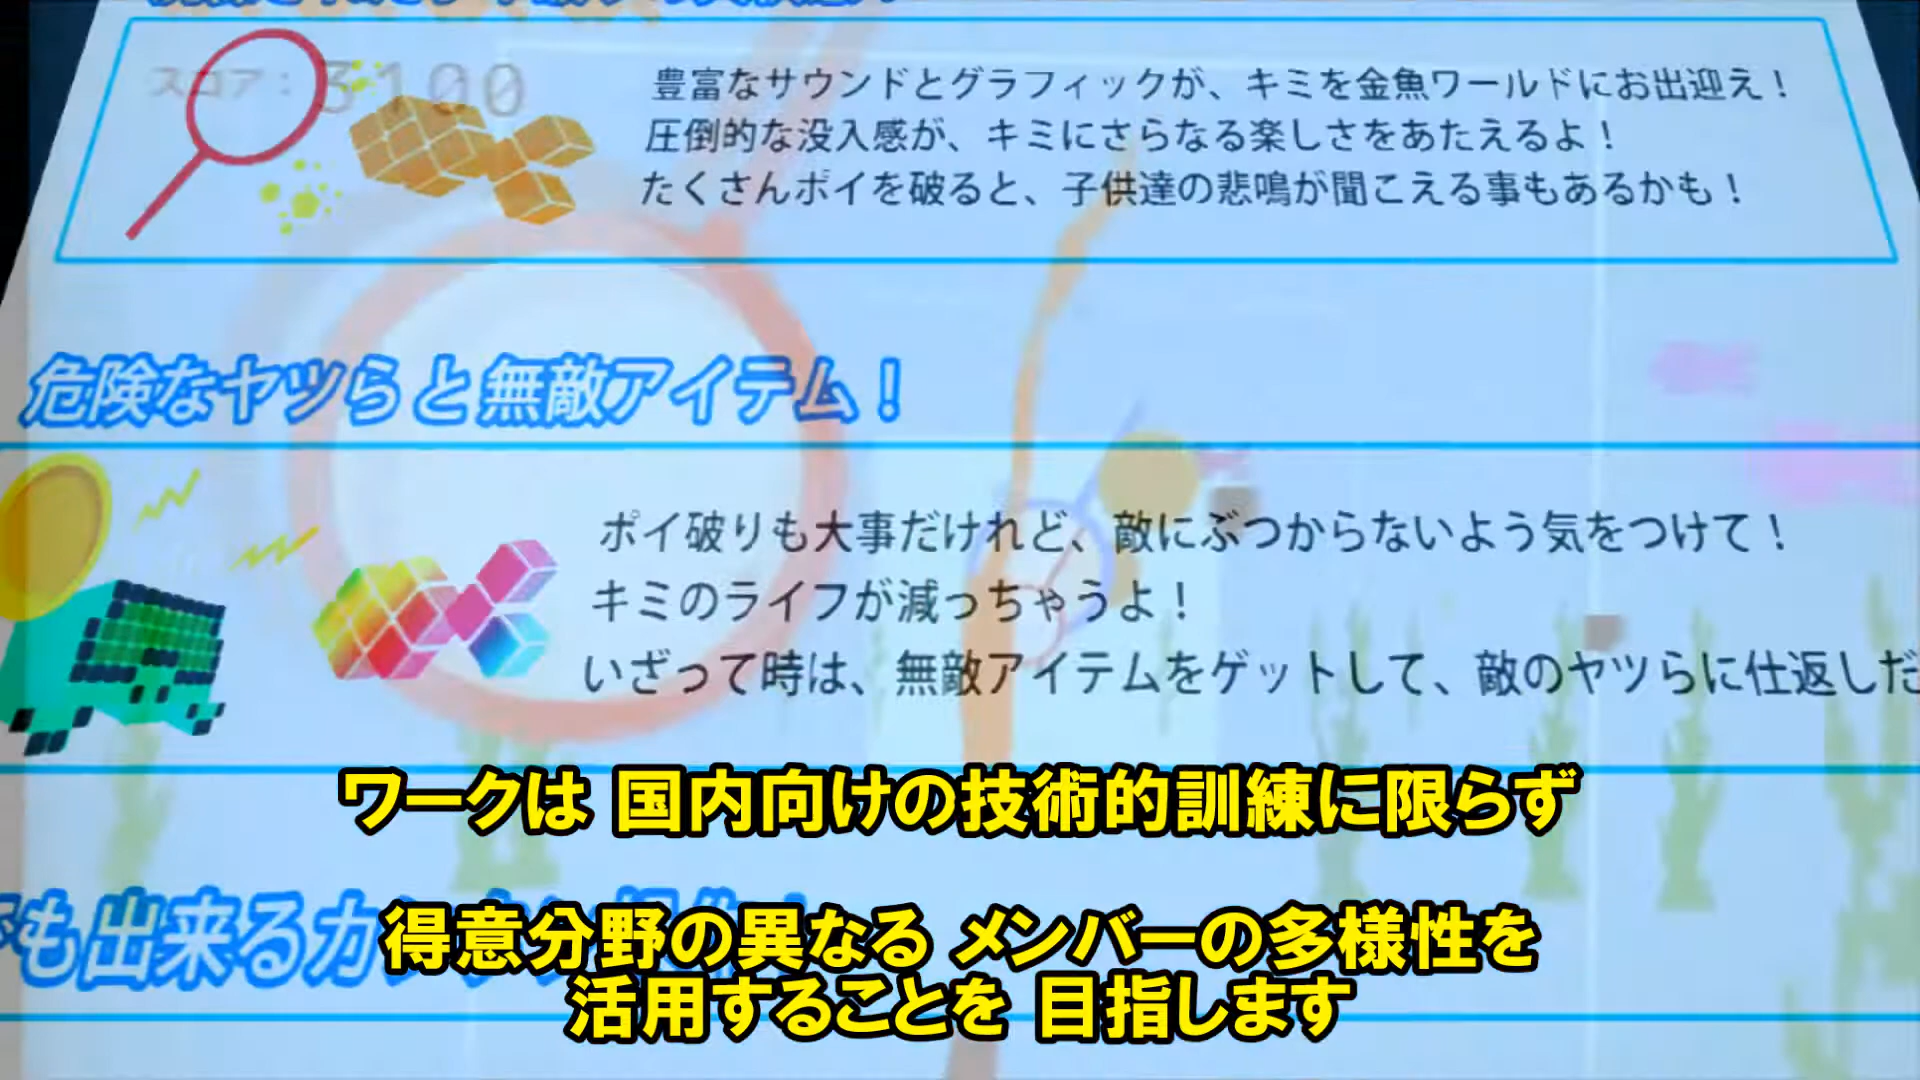 スコア：3100
豊富なサウンドとグラフィックが、キミを金魚ワールドにお出迎え！
圧倒的な没入感が、キミにさらなる楽しさをあたえるよ！
たくさんポイを破ると、子供達の悲鳴が聞こえる事もあるかも！
危険なヤツらと無敵アイテム！
ポイ破りも大事だけれど、敵にぶつからないよう気をつけて！
キミのライフが減っちゃうよ！
いざって時は、無敵アイテムをゲットして、敵のヤツらに仕返しだ
ワークは 国内向けの技術的訓練に限らず
も出来るカ
得意分野の異なる メンバーの多様性を
活用することを 目指します